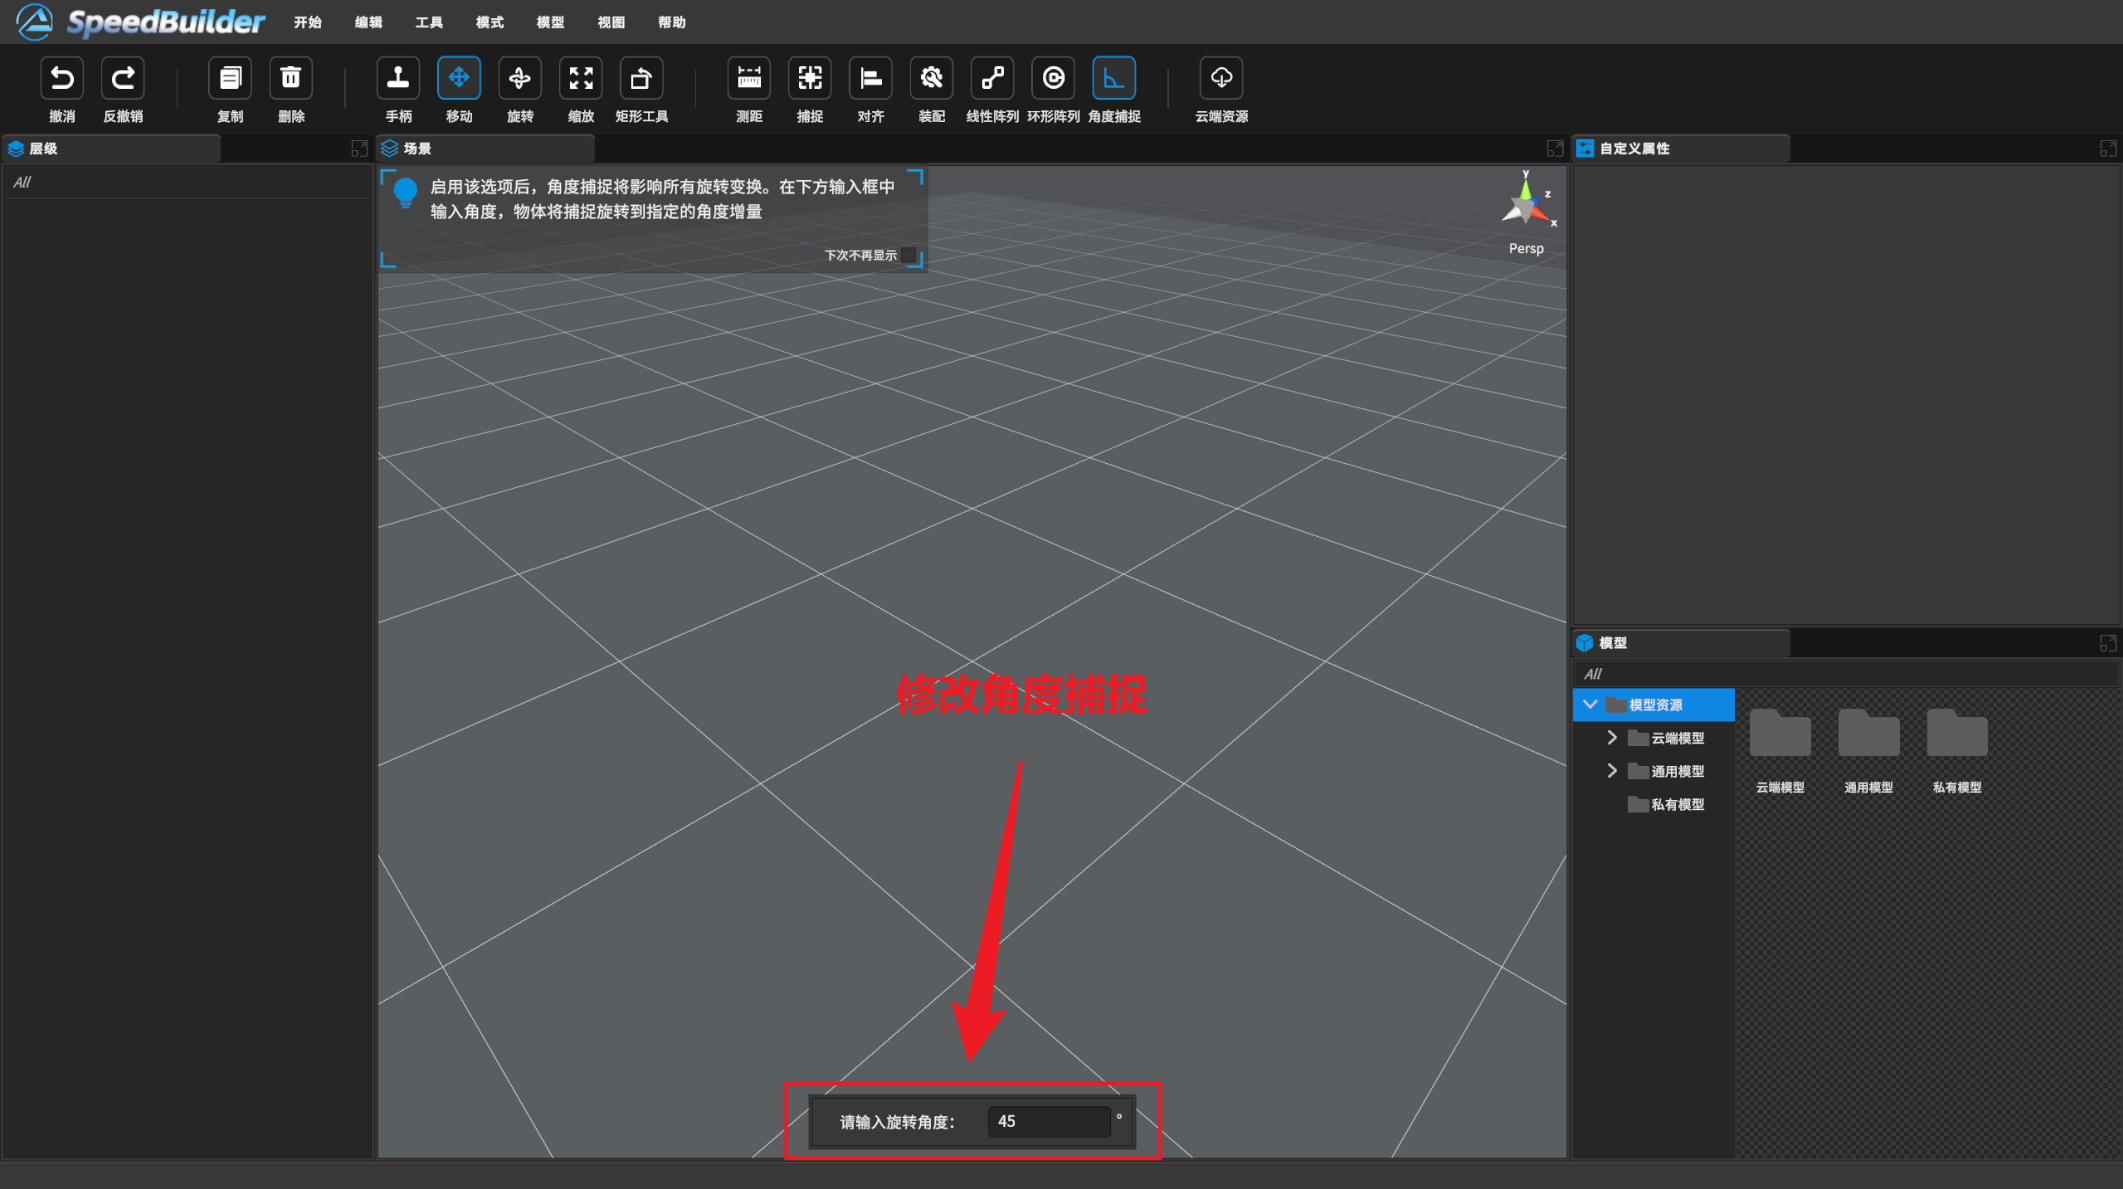 SpeedBuilder 开始 编辑 工具 模式 模型 视图 帮助
撤消 反撤销 复制 删除 手柄 移动 旋转 缩放 矩形工具 测距 捕捉 对齐 装配 线性阵列 环形阵列 角度捕捉 云端资源
层级
All
场景
启用该选项后，角度捕捉将影响所有旋转变换。在下方输入框中
输入角度，物体将捕捉旋转到指定的角度增量
下次不再显示
y
z
x
Persp
修改角度捕捉
请输入旋转角度： 45 °
自定义属性
模型
All
模型资源
云端模型
通用模型
私有模型
云端模型 通用模型 私有模型